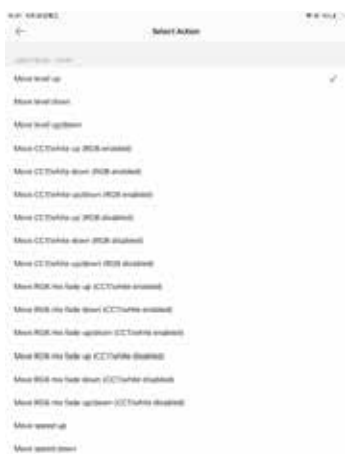 Select Action
Move level up
Move level down
Move level up/down
Move CCT/white up (RGB enabled)
Move CCT/white down (RGB enabled)
Move CCT/white up/down (RGB enabled)
Move CCT/white up (RGB disabled)
Move CCT/white down (RGB disabled)
Move CCT/white up/down (RGB disabled)
Move RGB mix fade up (CCT/white enabled)
Move RGB mix fade down (CCT/white enabled)
Move RGB mix fade up/down (CCT/white enabled)
Move RGB mix fade up (CCT/white disabled)
Move RGB mix fade down (CCT/white disabled)
Move RGB mix fade up/down (CCT/white disabled)
Move speed up
Move speed down